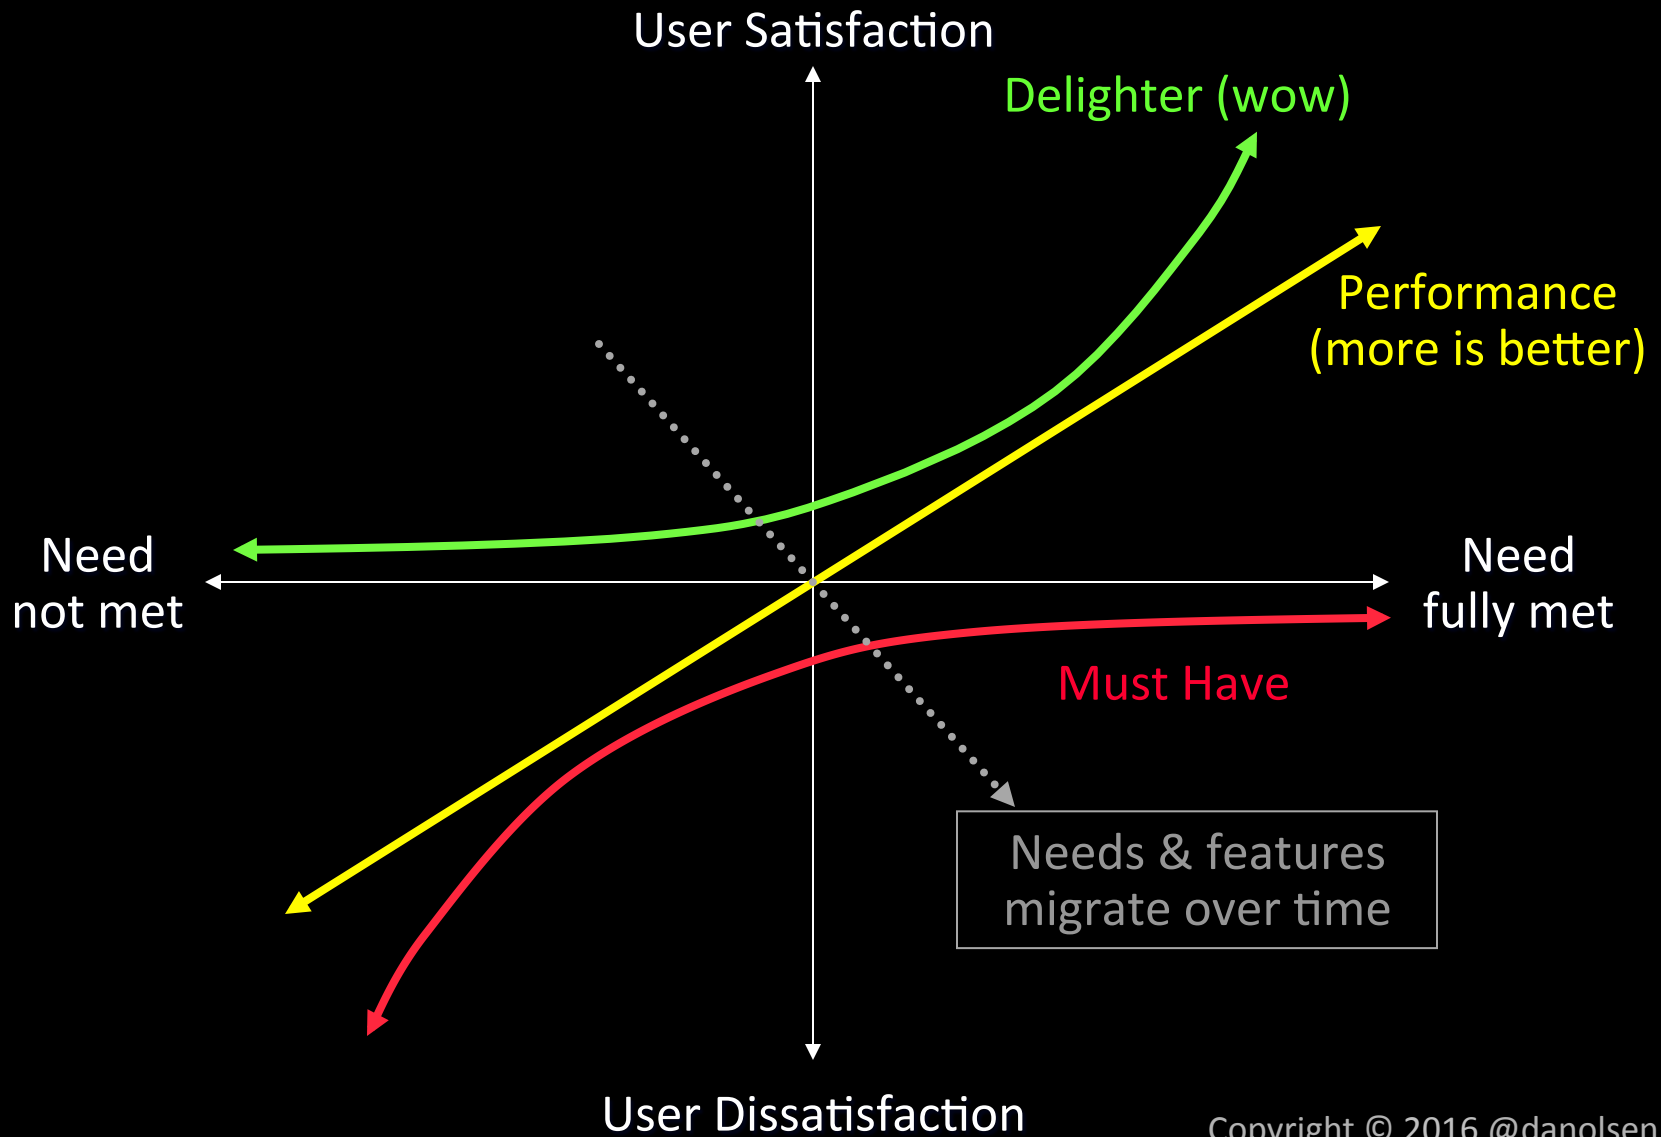 User Satisfaction
Delighter (wow)
Performance
(more is better)
Need
not met
Need
fully met
Must Have
Needs & features
migrate over time
User Dissatisfaction
Copyright © 2016 @danolsen